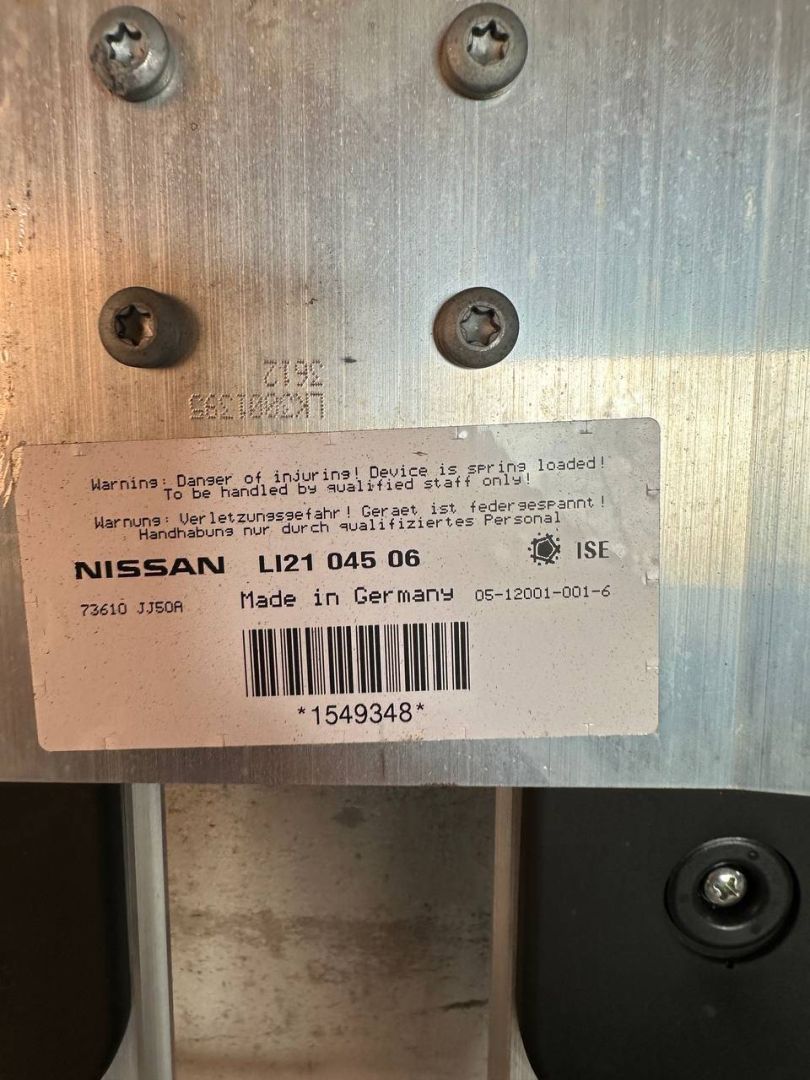 3612
LK3001395
Warning: Danger of injuring! Device is spring loaded!
To be handled by qualified staff only!
Warnung: Verletzungsgefahr! Geraet ist federgespannt!
Handhabung nur durch qualifiziertes Personal
NISSAN LI21 045 06 ISE
73610 JJ50A Made in Germany 05-12001-001-6
*1549348*